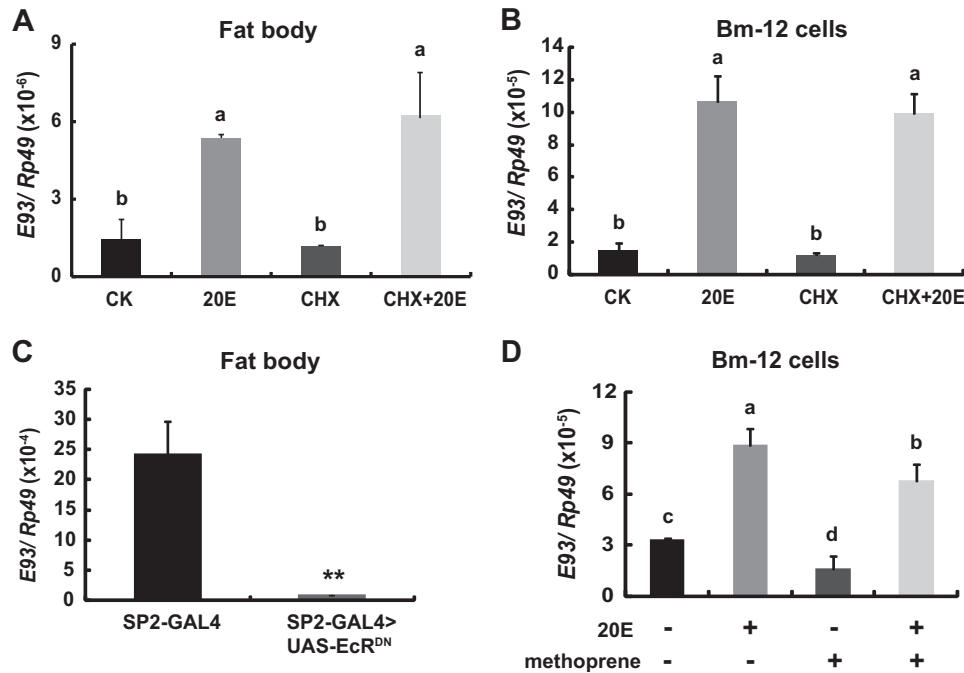 A
Fat body
E93/ Rp49 (x10-6)
9
6
3
0
b
a
b
a
CK 20E CHX CHX+20E
B
Bm-12 cells
E93/ Rp49 (x10-5)
14
12
10
8
6
4
2
0
b
a
b
a
CK 20E CHX CHX+20E
C
Fat body
E93/ Rp49 (x10-4)
35
30
25
20
15
10
5
0
**
SP2-GAL4
SP2-GAL4>
UAS-EcRDN
D
Bm-12 cells
E93/ Rp49 (x10-5)
12
9
6
3
0
c
a
d
b
20E - + - +
methoprene - - + +